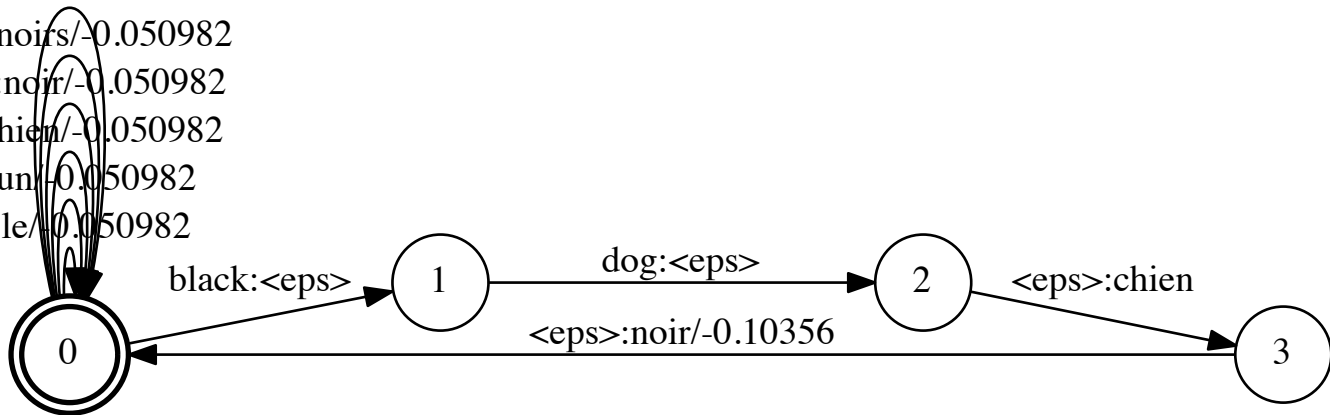 noirs/-0.050982
:noir/-0.050982
hien/-0.050982
un/-0.050982
le/-0.050982
black:<eps>
1
dog:<eps>
2
<eps>:chien
<eps>:noir/-0.10356
0
3